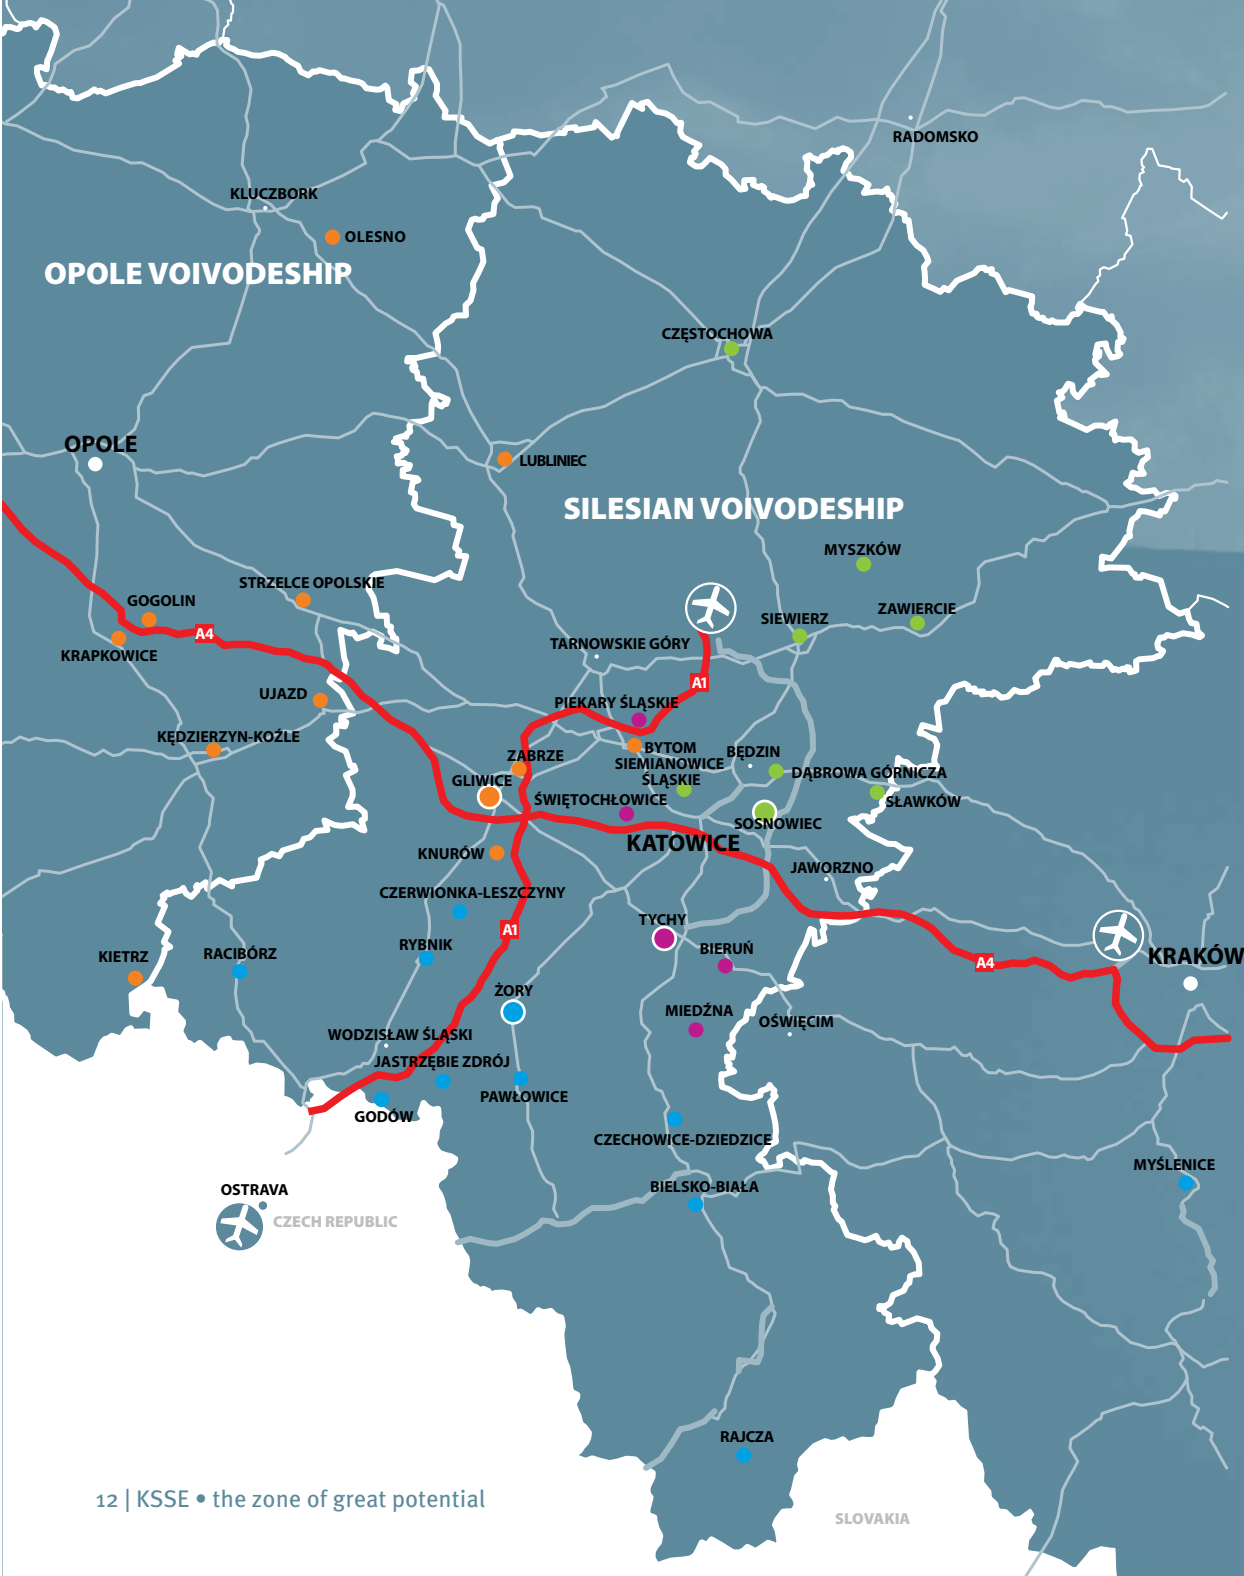 RADOMSKO
KLUCZBORK
OLESNO
OPOLE VOIVODESHIP
CZĘSTOCHOWA
OPOLE
LUBLINIEC
SILESIAN VOIVODESHIP
MYSZKÓW
STRZELCE OPOLSKIE
GOGOLIN
ZAWIERCIE
SIEWIERZ
A4
TARNOWSKIE GÓRY
KRAPKOWICE
A1
UJAZD
PIEKARY ŚLĄSKIE
KĘDZIERZYN-KOŹLE
BYTOM
BĘDZIN
ZABRZE
SIEMIANOWICE
ŚLĄSKIE
DĄBROWA GÓRNICZA
GLIWICE
ŚWIĘTOCHŁOWICE
SŁAWKÓW
SOSNOWIEC
KATOWICE
KNURÓW
JAWORZNO
CZERWIONKA-LESZCZYNY
TYCHY
A1
RYBNIK
BIERUŃ
RACIBÓRZ
KIETRZ
KRAKÓW
A4
ŻORY
MIEDŹNA
OŚWIĘCIM
WODZISŁAW ŚLĄSKI
JASTRZĘBIE ZDRÓJ
PAWŁOWICE
GODÓW
CZECHOWICE-DZIEDZICE
MYŚLENICE
BIELSKO-BIAŁA
OSTRAVA
CZECH REPUBLIC
RAJCZA
12 | KSSE • the zone of great potential
SLOVAKIA